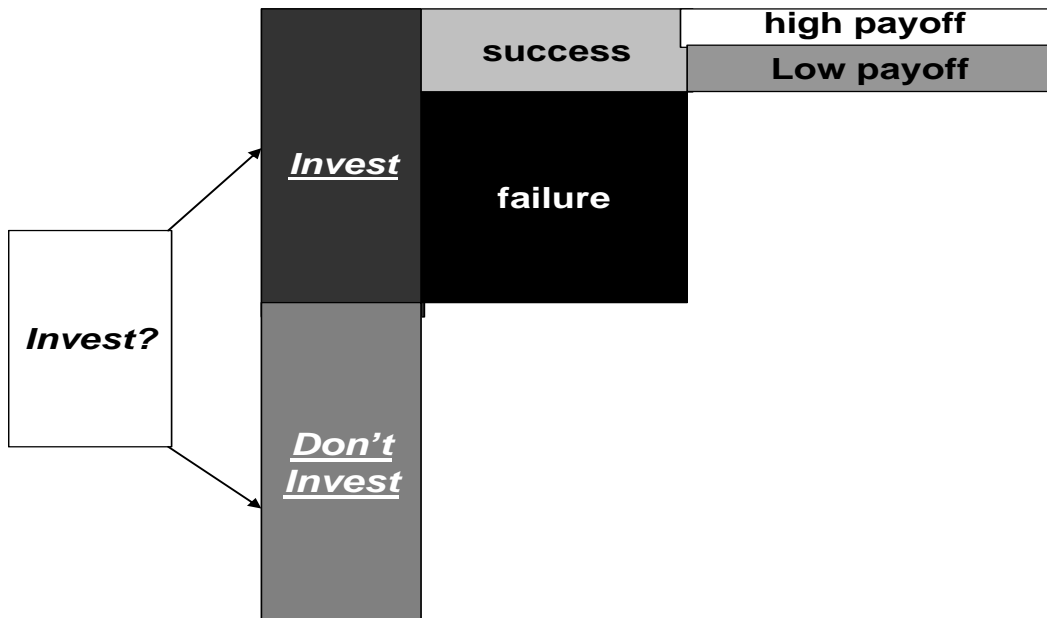 high payoff
success
Low payoff
Invest
failure
Invest?
Don't
Invest